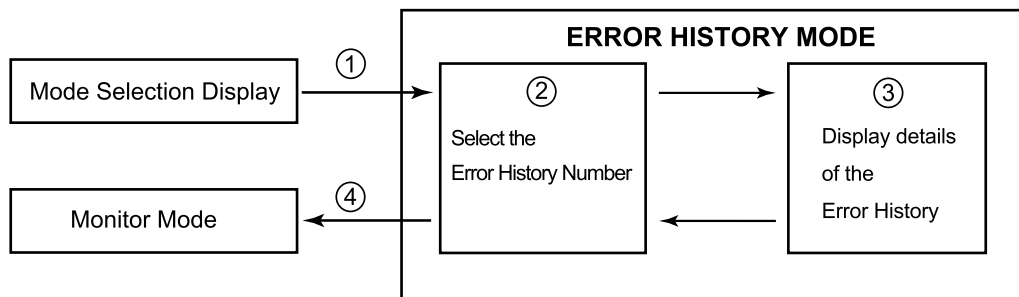 ERROR HISTORY MODE
①
Mode Selection Display
②
Select the
Error History Number
③
Display details
of the
Error History
④
Monitor Mode